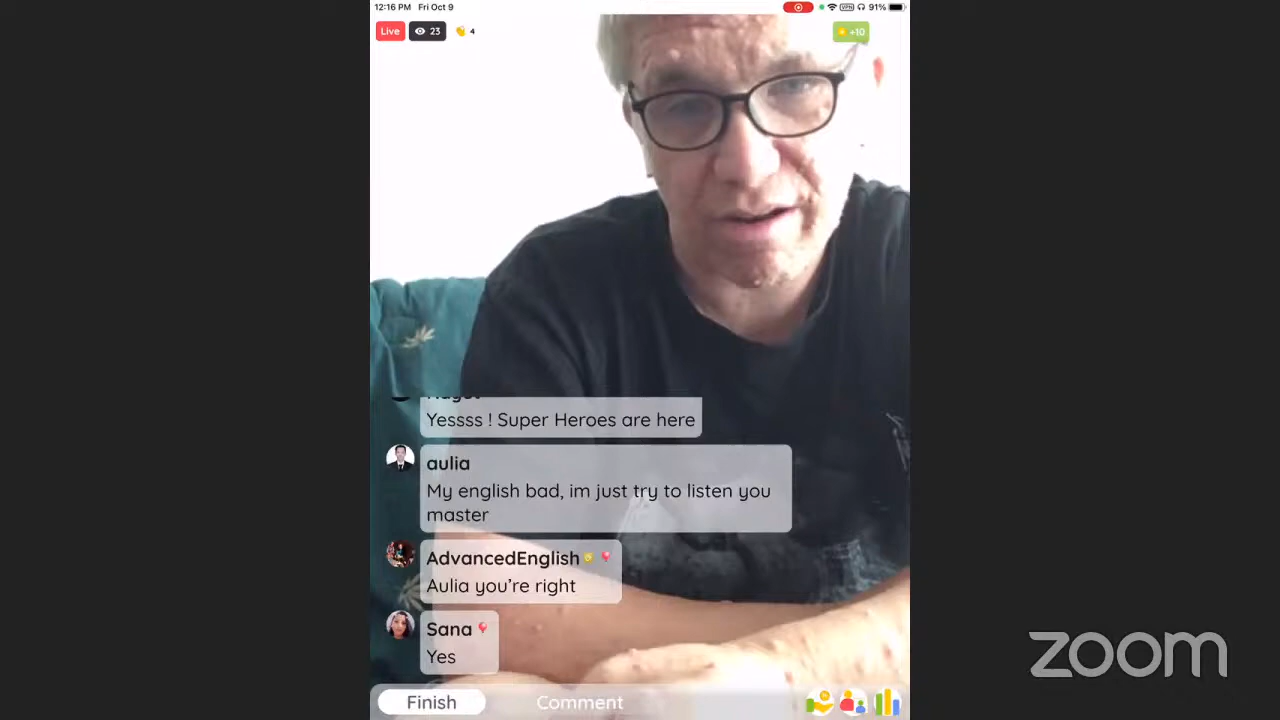 12:16 PM Fri Oct 9
VPN
91%
Live
23
4
+10
Yessss ! Super Heroes are here
aulia
My english bad, im just try to listen you
master
AdvancedEnglish
Aulia you're right
Sana
Yes
Finish
Comment
zoom